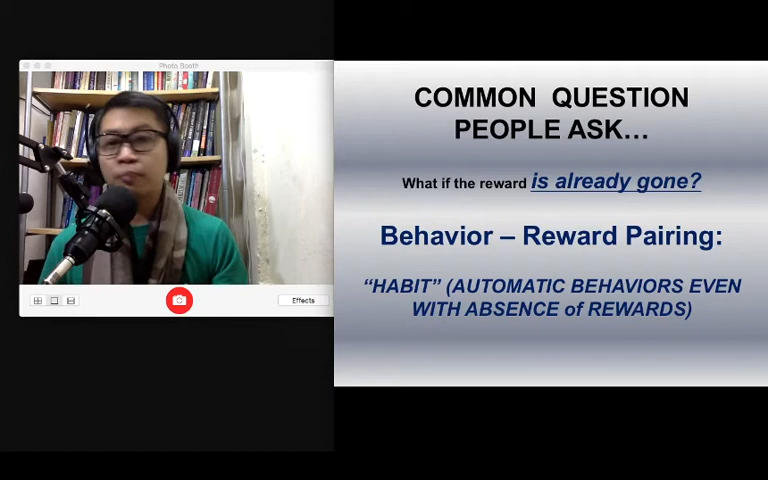 Photo Booth
Effects
COMMON QUESTION
PEOPLE ASK...
What if the reward is already gone?
Behavior – Reward Pairing:
“HABIT” (AUTOMATIC BEHAVIORS EVEN
WITH ABSENCE of REWARDS)